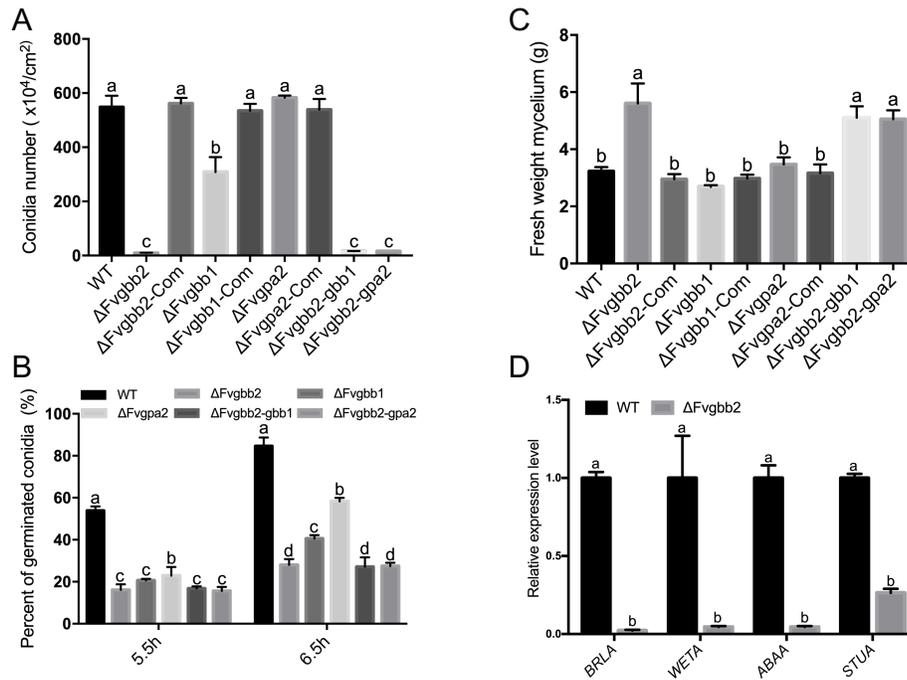 A
Conidia number ( x10⁴/cm²)
800
600
400
200
0
a
c
a
b
a
a
a
c
c
WT
ΔFvgbb2
ΔFvgbb2-Com
ΔFvgbb1
ΔFvgbb1-Com
ΔFvgpa2
ΔFvgpa2-Com
ΔFvgbb2-gbb1
ΔFvgbb2-gpa2
C
Fresh weight mycelium (g)
8
6
4
2
0
b
a
b
b
b
b
b
a
a
WT
ΔFvgbb2
ΔFvgbb2-Com
ΔFvgbb1
ΔFvgbb1-Com
ΔFvgpa2
ΔFvgpa2-Com
ΔFvgbb2-gbb1
ΔFvgbb2-gpa2
B
Percent of germinated conidia (%)
WT ΔFvgbb2 ΔFvgbb1
ΔFvgpa2 ΔFvgbb2-gbb1 ΔFvgbb2-gpa2
100
80
60
40
20
0
a
c
c
b
c
c
a
d
c
b
d
d
5.5h
6.5h
D
Relative expression level
WT ΔFvgbb2
1.5
1.0
0.5
0.0
a
b
a
b
a
b
a
b
BRLA
WETA
ABAA
STUA